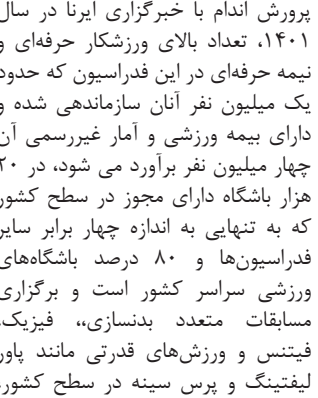 پرورش اندام با خبرگزاری ایرنا در سال
۱۴۰۱، تعداد بالای ورزشکار حرفه‌ای و
نیمه حرفه‌ای در این فدراسیون که حدود
یک میلیون نفر آنان سازماندهی شده و
دارای بیمه ورزشی و آمار غیررسمی آن
چهار میلیون نفر برآورد می شود، در ۲۰
هزار باشگاه دارای مجوز در سطح کشور
که به تنهایی به اندازه چهار برابر سایر
فدراسیون‌ها و ۸۰ درصد باشگاه‌های
ورزشی سراسر کشور است و برگزاری
مسابقات متعدد بدنسازی،، فیزیک،
فیتنس و ورزش‌های قدرتی مانند پاور
لیفتینگ و پرس سینه در سطح کشور،